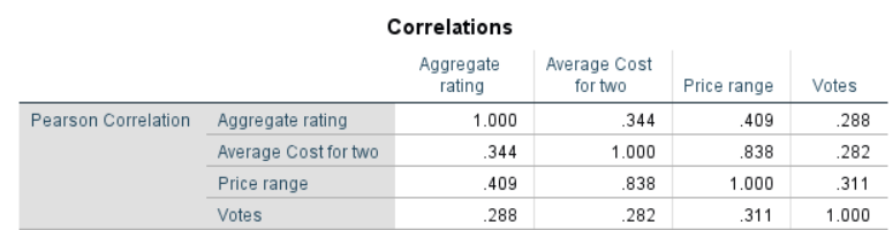 Correlations
Aggregate rating Average Cost for two Price range Votes
Pearson Correlation Aggregate rating 1.000 .344 .409 .288
Average Cost for two .344 1.000 .838 .282
Price range .409 .838 1.000 .311
Votes .288 .282 .311 1.000